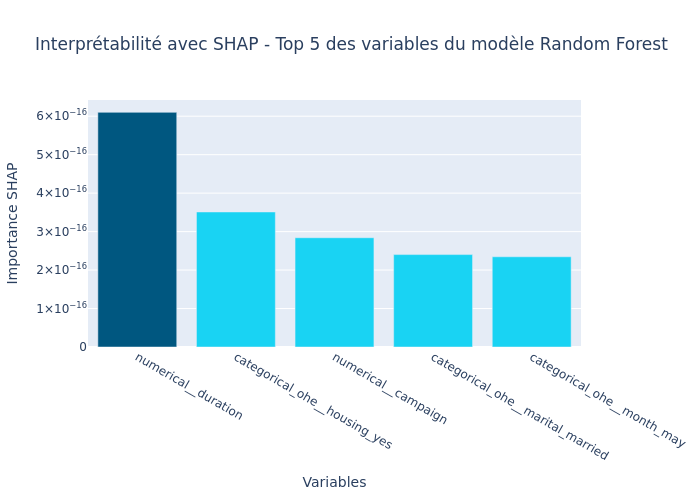 Interprétabilité avec SHAP - Top 5 des variables du modèle Random Forest
Importance SHAP
6×10−16
5×10−16
4×10−16
3×10−16
2×10−16
1×10−16
0
numerical__duration
categorical_ohe__housing_yes
numerical__campaign
categorical_ohe__marital_married
categorical_ohe__month_may
Variables